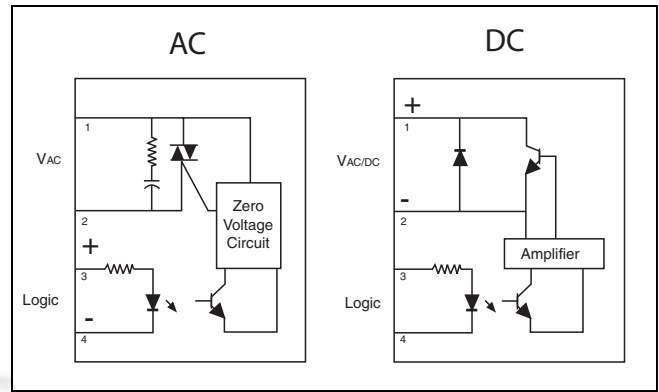 AC
1
VAC
2
Zero
Voltage
Circuit
+
3
Logic
-
4
DC
+
1
VAC/DC
-
2
Amplifier
3
Logic
4